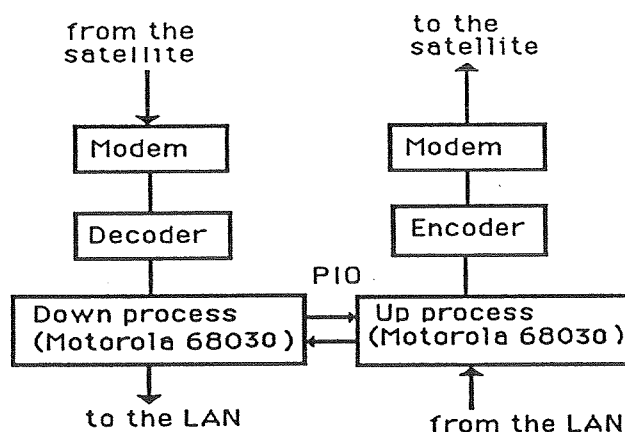 from the
satellite
Modem
Decoder
Down process
(Motorola 68030)
to the LAN
PIO
to the
satellite
Modem
Encoder
Up process
(Motorola 68030)
from the LAN